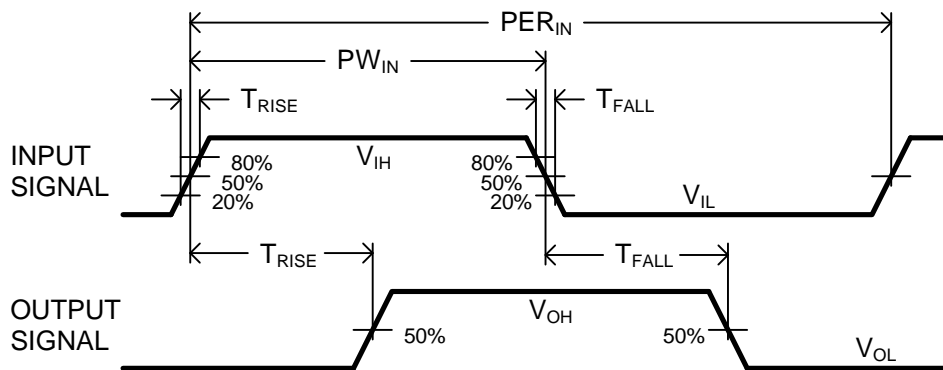 PER_IN
PW_IN
T_RISE
T_FALL
INPUT
SIGNAL
V_IH
80%
50%
20%
80%
50%
20%
V_IL
T_RISE
T_FALL
OUTPUT
SIGNAL
V_OH
50%
50%
V_OL